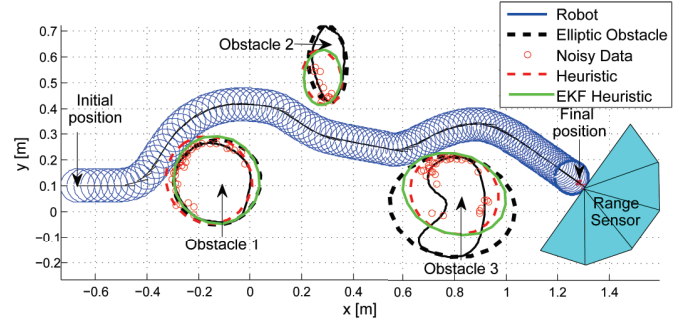 Robot
Elliptic Obstacle
Noisy Data
Heuristic
EKF Heuristic
0.7
0.6
0.5
0.4
0.3
0.2
0.1
0
−0.1
−0.2
y [m]
Obstacle 2
Initial
position
Final
position
Range
Sensor
Obstacle 1
Obstacle 3
−0.6
−0.4
−0.2
0
0.2
0.4
0.6
0.8
1
1.2
1.4
x [m]